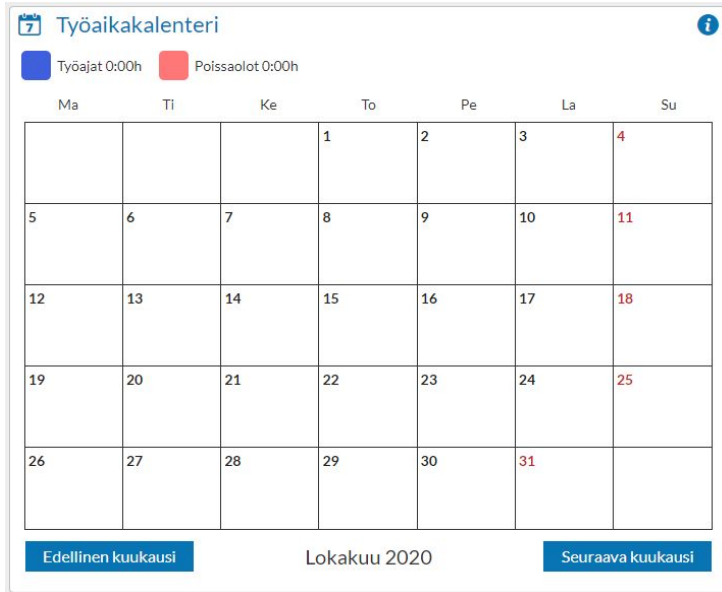 7 Työaikakalenteri i
Työajat 0:00h Poissaolot 0:00h
Ma Ti Ke To Pe La Su
1 2 3 4
5 6 7 8 9 10 11
12 13 14 15 16 17 18
19 20 21 22 23 24 25
26 27 28 29 30 31
Edellinen kuukausi Lokakuu 2020 Seuraava kuukausi